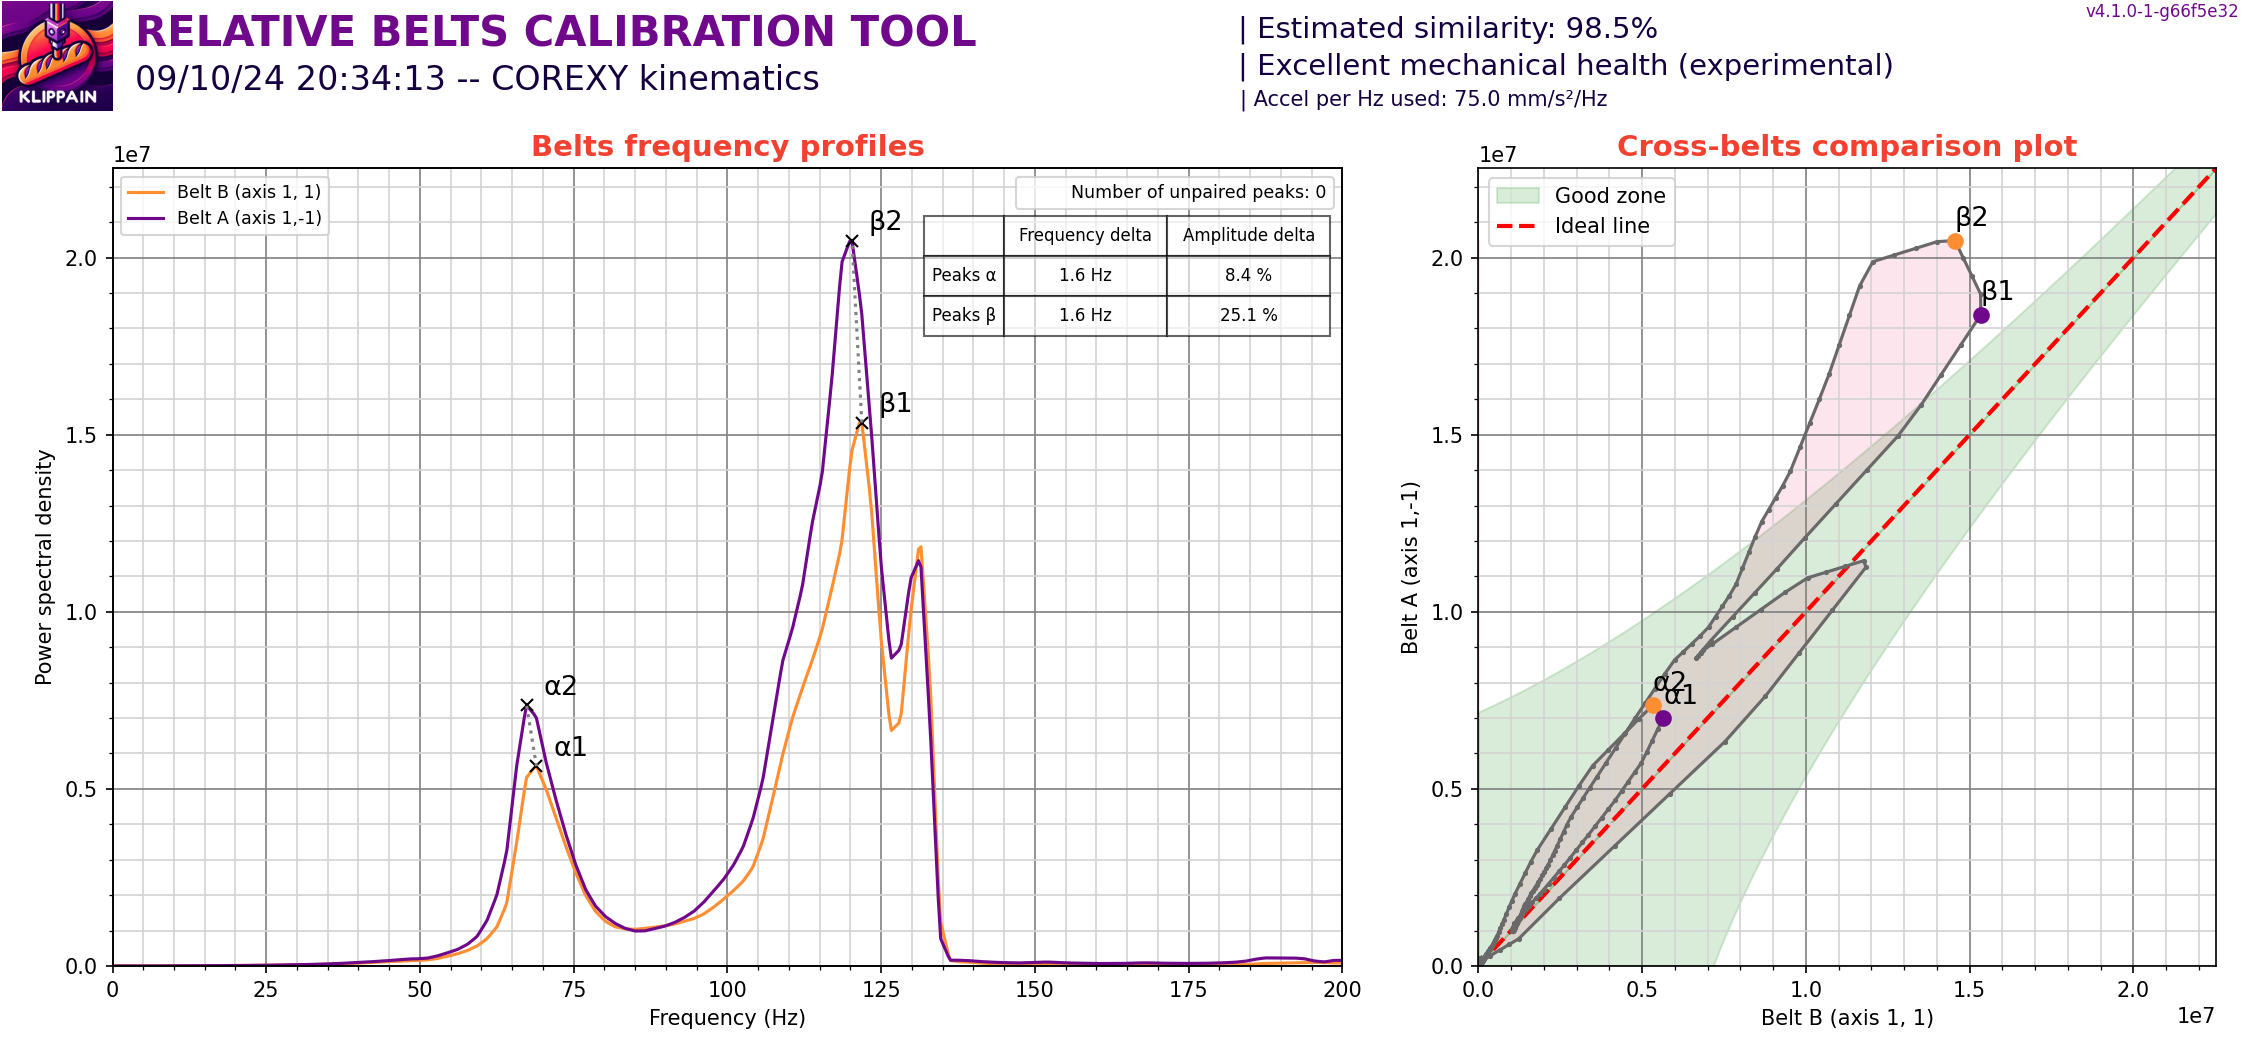 KLIPPAIN
RELATIVE BELTS CALIBRATION TOOL
09/10/24 20:34:13 -- COREXY kinematics
| Estimated similarity: 98.5%
| Excellent mechanical health (experimental)
| Accel per Hz used: 75.0 mm/s²/Hz
v4.1.0-1-g66f5e32
Belts frequency profiles
1e7
Belt B (axis 1, 1)
Belt A (axis 1,-1)
Number of unpaired peaks: 0
Frequency delta Amplitude delta
Peaks α 1.6 Hz 8.4 %
Peaks β 1.6 Hz 25.1 %
β2
β1
α2
α1
Power spectral density
2.0
1.5
1.0
0.5
0.0
0 25 50 75 100 125 150 175 200
Frequency (Hz)
Cross-belts comparison plot
1e7
Good zone
Ideal line
β2
β1
α2
α1
Belt A (axis 1,-1)
2.0
1.5
1.0
0.5
0.0
0.0 0.5 1.0 1.5 2.0
Belt B (axis 1, 1)
1e7